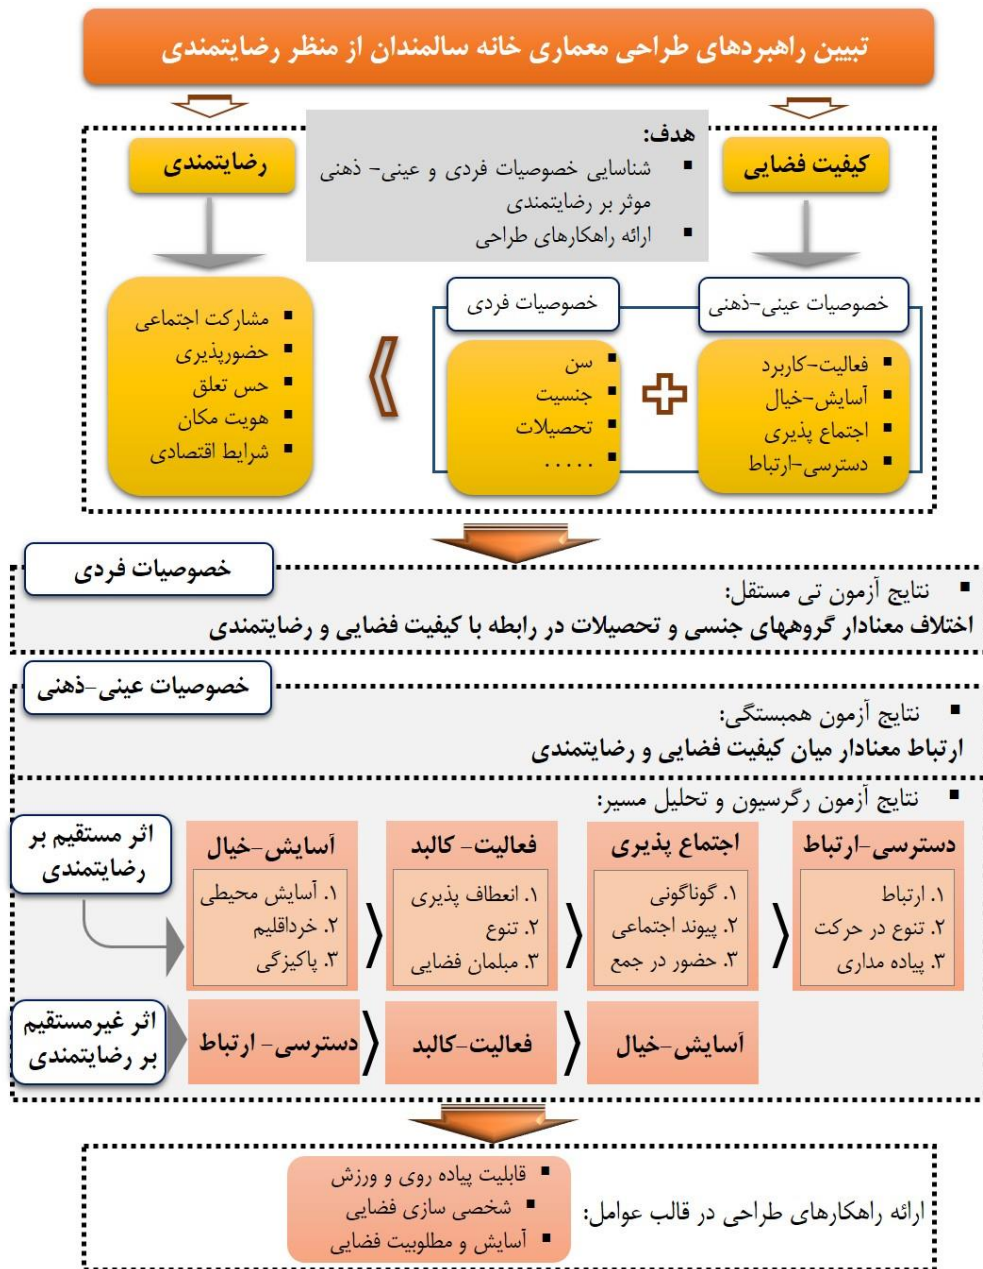 تبیین راهبردهای طراحی معماری خانه سالمندان از منظر رضایتمندی
هدف:
▪ شناسایی خصوصیات فردی و عینی- ذهنی
موثر بر رضایتمندی
▪ ارائه راهکارهای طراحی
کیفیت فضایی
رضایتمندی
خصوصیات عینی-ذهنی
خصوصیات فردی
▪ فعالیت-کاربرد
▪ آسایش-خیال
▪ اجتماع پذیری
▪ دسترسی-ارتباط
▪ سن
▪ جنسیت
▪ تحصیلات
▪ .....
▪ مشارکت اجتماعی
▪ حضورپذیری
▪ حس تعلق
▪ هویت مکان
▪ شرایط اقتصادی
خصوصیات فردی
▪ نتایج آزمون تی مستقل:
اختلاف معنادار گروههای جنسی و تحصیلات در رابطه با کیفیت فضایی و رضایتمندی
خصوصیات عینی-ذهنی
▪ نتایج آزمون همبستگی:
ارتباط معنادار میان کیفیت فضایی و رضایتمندی
▪ نتایج آزمون رگرسیون و تحلیل مسیر:
اثر مستقیم بر
رضایتمندی
دسترسی-ارتباط
۱. ارتباط
۲. تنوع در حرکت
۳. پیاده مداری
اجتماع پذیری
۱. گوناگونی
۲. پیوند اجتماعی
۳. حضور در جمع
فعالیت- کالبد
۱. انعطاف پذیری
۲. تنوع
۳. مبلمان فضایی
آسایش-خیال
۱. آسایش محیطی
۲. خرداقلیم
۳. پاکیزگی
اثر غیرمستقیم
بر رضایتمندی
آسایش-خیال
فعالیت-کالبد
دسترسی- ارتباط
ارائه راهکارهای طراحی در قالب عوامل:
▪ قابلیت پیاده روی و ورزش
▪ شخصی سازی فضایی
▪ آسایش و مطلوبیت فضایی